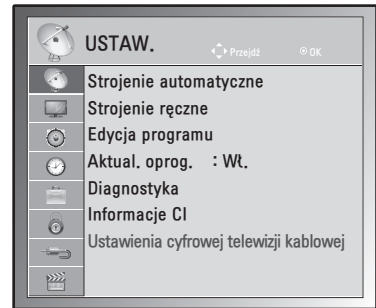 USTAW.
Przejdź
OK
Strojenie automatyczne
Strojenie ręczne
Edycja programu
Aktual. oprog. : Wł.
Diagnostyka
Informacje CI
Ustawienia cyfrowej telewizji kablowej